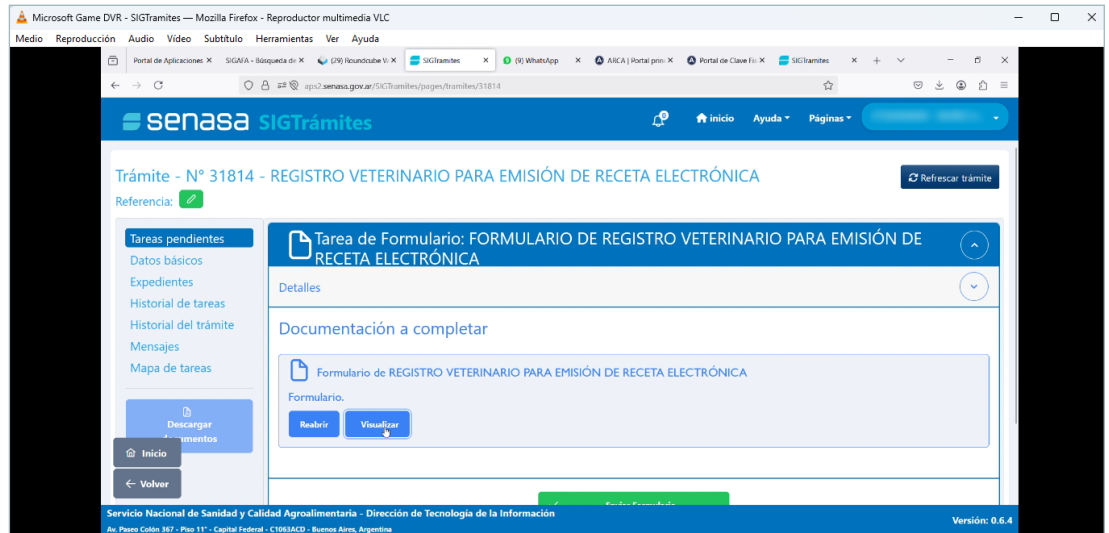 Microsoft Game DVR - SIGTramites — Mozilla Firefox - Reproductor multimedia VLC
Medio Reproducción Audio Vídeo Subtítulo Herramientas Ver Ayuda
Portal de Aplicaciones SIGAFA - Búsqueda de (29) Roundcube SIGTramites (9) WhatsApp ARCA | Portal princ Portal de Clave SIGTramites
aps2.senasa.gov.ar/SIGTramites/pages/tramites/31814
senasa SIGTrámites
0
inicio Ayuda Páginas
Trámite - N° 31814 - REGISTRO VETERINARIO PARA EMISIÓN DE RECETA ELECTRÓNICA
Refrescar trámite
Referencia:
Tareas pendientes
Datos básicos
Expedientes
Historial de tareas
Historial del trámite
Mensajes
Mapa de tareas
Descargar
Inicio
Volver
Tarea de Formulario: FORMULARIO DE REGISTRO VETERINARIO PARA EMISIÓN DE
RECETA ELECTRÓNICA
Detalles
Documentación a completar
Formulario de REGISTRO VETERINARIO PARA EMISIÓN DE RECETA ELECTRÓNICA
Formulario.
Reabrir Visualizar
Servicio Nacional de Sanidad y Calidad Agroalimentaria - Dirección de Tecnología de la Información
Av. Paseo Colón 367 - Piso 11° - Capital Federal - C1063ACD - Buenos Aires, Argentina
Versión: 0.6.4